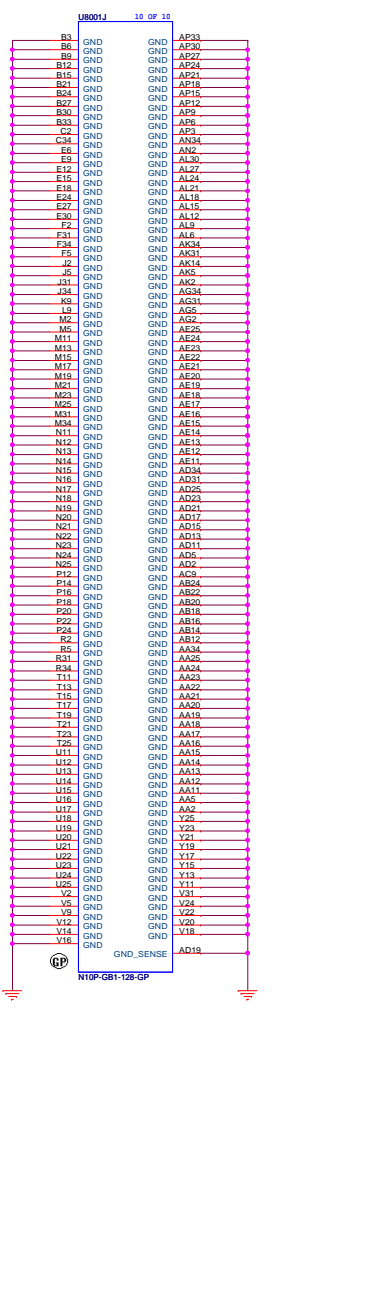 U8001J 10 OF 10
B3 GND GND AP33
B6 GND GND AP30
B9 GND GND AP27
B12 GND GND AP24
B15 GND GND AP21
B21 GND GND AP18
B24 GND GND AP15
B27 GND GND AP12
B30 GND GND AP9
B33 GND GND AP6
C2 GND GND AP3
C34 GND GND AN34
E6 GND GND AN2
E9 GND GND AL30
E12 GND GND AL27
E15 GND GND AL24
E18 GND GND AL21
E24 GND GND AL18
E27 GND GND AL15
E30 GND GND AL12
F2 GND GND AL9
F31 GND GND AL6
F34 GND GND AK34
F5 GND GND AK31
J2 GND GND AK14
J5 GND GND AK5
J31 GND GND AK2
J34 GND GND AG34
K9 GND GND AG31
L9 GND GND AG5
M2 GND GND AG2
M5 GND GND AE25
M11 GND GND AE24
M13 GND GND AE23
M15 GND GND AE22
M17 GND GND AE21
M19 GND GND AE20
M21 GND GND AE19
M23 GND GND AE18
M25 GND GND AE17
M31 GND GND AE16
M34 GND GND AE15
N11 GND GND AE14
N12 GND GND AE13
N13 GND GND AE12
N14 GND GND AE11
N15 GND GND AD34
N16 GND GND AD31
N17 GND GND AD25
N18 GND GND AD23
N19 GND GND AD21
N20 GND GND AD17
N21 GND GND AD15
N22 GND GND AD13
N23 GND GND AD11
N24 GND GND AD5
N25 GND GND AD2
P12 GND GND AC9
P14 GND GND AB24
P16 GND GND AB22
P18 GND GND AB20
P20 GND GND AB18
P22 GND GND AB16
P24 GND GND AB14
R2 GND GND AB12
R5 GND GND AA34
R31 GND GND AA25
R34 GND GND AA24
T11 GND GND AA23
T13 GND GND AA22
T15 GND GND AA21
T17 GND GND AA20
T19 GND GND AA19
T21 GND GND AA18
T23 GND GND AA17
T25 GND GND AA16
U11 GND GND AA15
U12 GND GND AA14
U13 GND GND AA13
U14 GND GND AA12
U15 GND GND AA11
U16 GND GND AA5
U17 GND GND AA2
U18 GND GND Y25
U19 GND GND Y23
U20 GND GND Y21
U21 GND GND Y19
U22 GND GND Y17
U23 GND GND Y15
U24 GND GND Y13
U25 GND GND Y11
V2 GND GND V31
V5 GND GND V24
V9 GND GND V22
V12 GND GND V20
V14 GND GND V18
V16 GND
GND_SENSE AD19
GP
N10P-GB1-128-GP